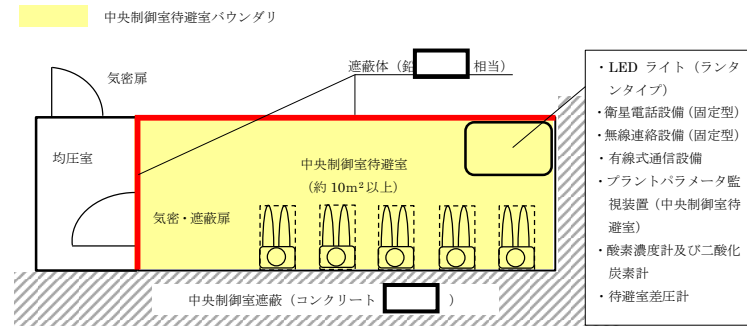 中央制御室待避室バウンダリ
気密扉
遮蔽体（鉛 相当）
均圧室
中央制御室待避室
（約 10m²以上）
気密・遮蔽扉
中央制御室遮蔽（コンクリート ）
・LED ライト（ランタ
ンタイプ）
・衛星電話設備（固定型）
・無線連絡設備（固定型）
・有線式通信設備
・プラントパラメータ監
視装置（中央制御室待
避室）
・酸素濃度計及び二酸化
炭素計
・待避室差圧計